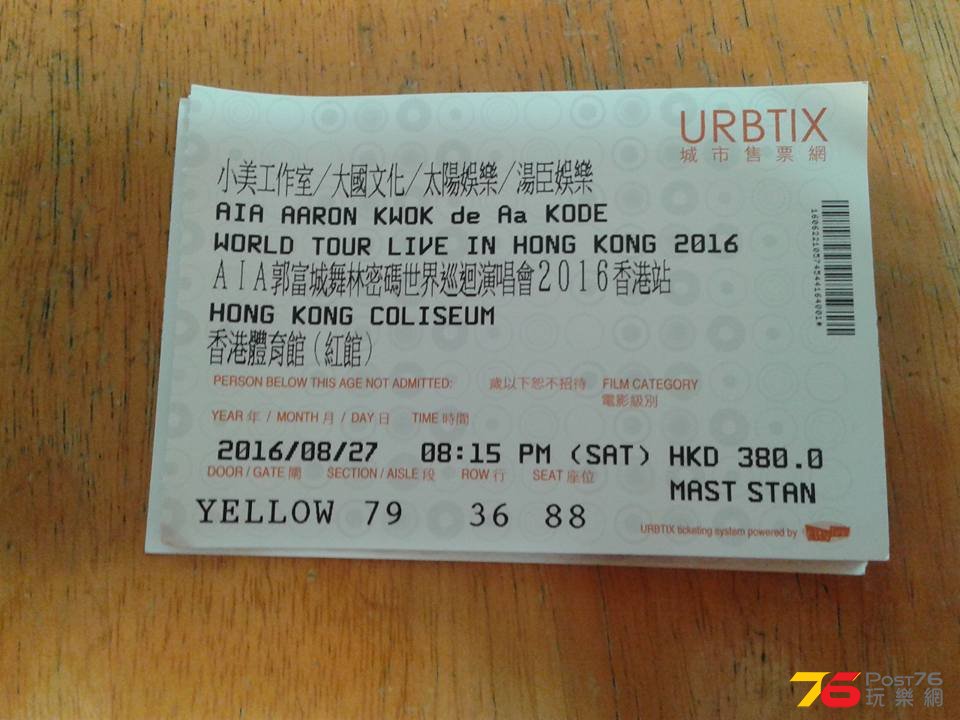 URBTIX
城市售票網
小美工作室/大國文化/太陽娛樂/湯臣娛樂
AIA AARON KWOK de Aa KODE
WORLD TOUR LIVE IN HONG KONG 2016
AIA郭富城舞林密碼世界巡迴演唱會2016香港站
HONG KONG COLISEUM
香港體育館(紅館)
PERSON BELOW THIS AGE NOT ADMITTED: 歲以下恕不招待 FILM CATEGORY
電影級別
YEAR 年 / MONTH 月 / DAY 日 TIME 時間
2016/08/27 08:15 PM (SAT) HKD 380.0
DOOR / GATE 閘 SECTION / AISLE 段 ROW 行 SEAT 座位
MAST STAN
YELLOW 79 36 88
URBTIX ticketing system powered by
76 Post76
玩樂網